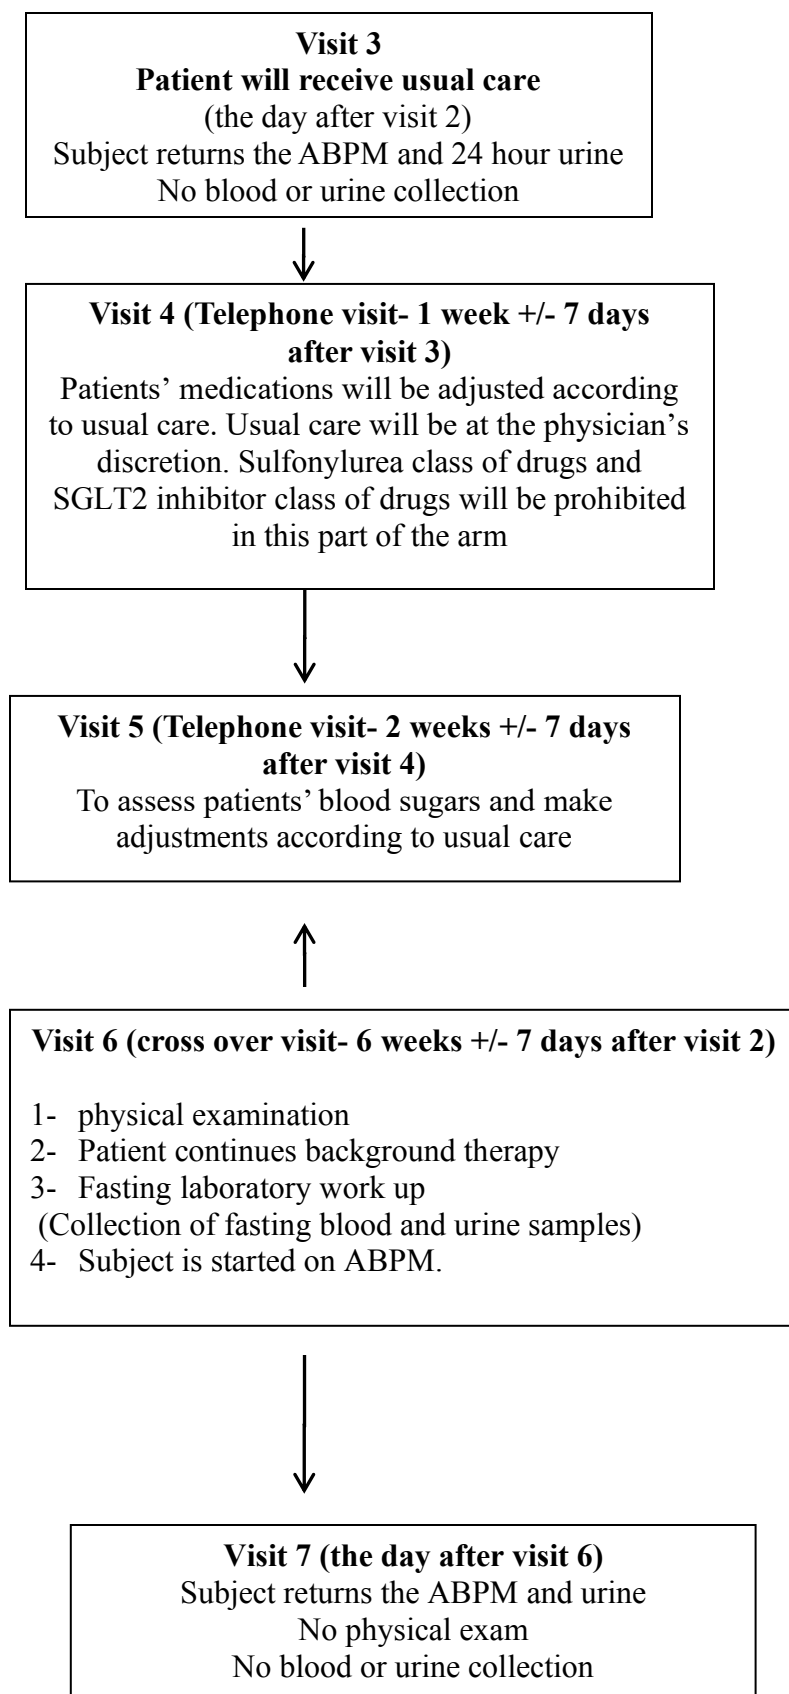 Visit 3
Patient will receive usual care
(the day after visit 2)
Subject returns the ABPM and 24 hour urine
No blood or urine collection
Visit 4 (Telephone visit- 1 week +/- 7 days
after visit 3)
Patients’ medications will be adjusted according
to usual care. Usual care will be at the physician’s
discretion. Sulfonylurea class of drugs and
SGLT2 inhibitor class of drugs will be prohibited
in this part of the arm
Visit 5 (Telephone visit- 2 weeks +/- 7 days
after visit 4)
To assess patients’ blood sugars and make
adjustments according to usual care
Visit 6 (cross over visit- 6 weeks +/- 7 days after visit 2)
1- physical examination
2- Patient continues background therapy
3- Fasting laboratory work up
(Collection of fasting blood and urine samples)
4- Subject is started on ABPM.
Visit 7 (the day after visit 6)
Subject returns the ABPM and urine
No physical exam
No blood or urine collection